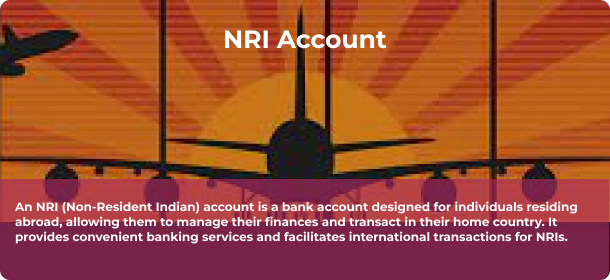 NRI Account
An NRI (Non-Resident Indian) account is a bank account designed for individuals residing
abroad, allowing them to manage their finances and transact in their home country. It
provides convenient banking services and facilitates international transactions for NRIs.